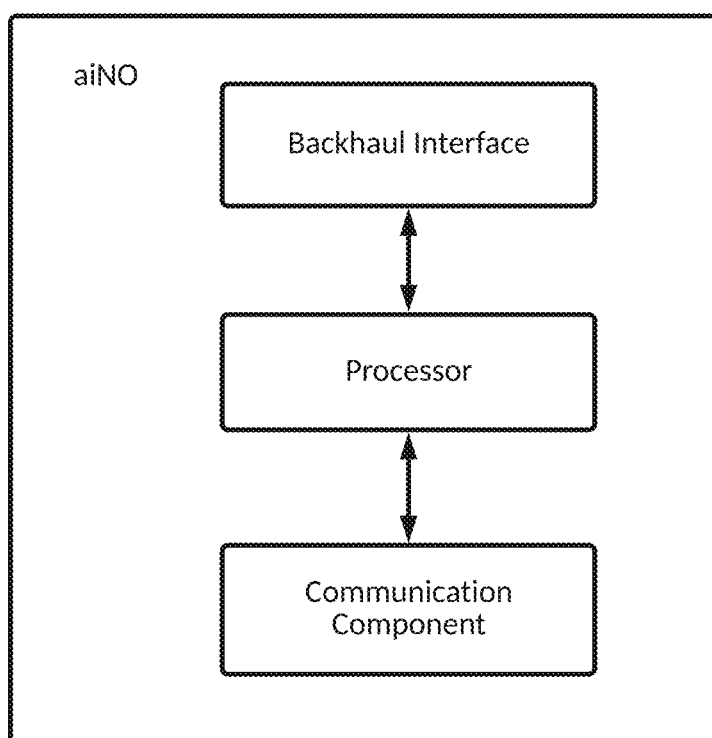 aiNO
Backhaul Interface
Processor
Communication
Component